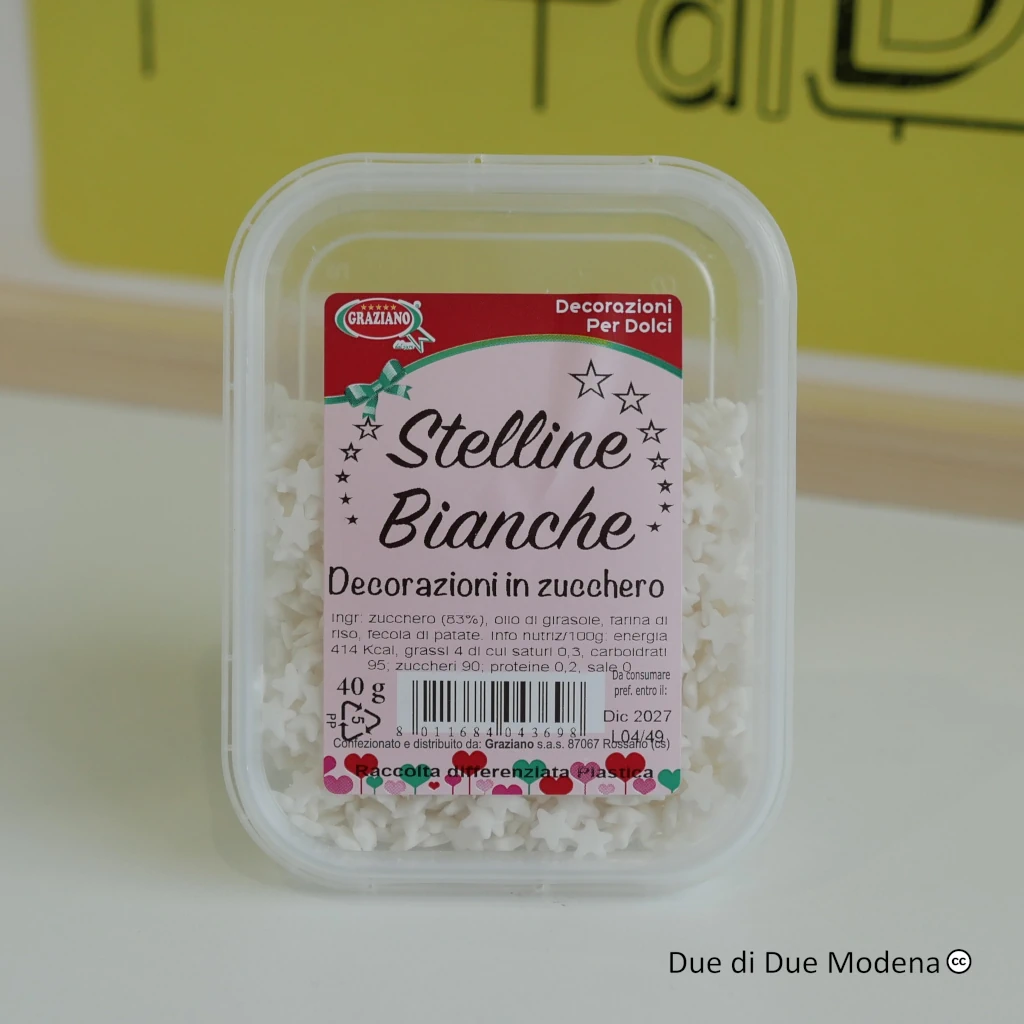 GRAZIANO
Decorazioni
Per Dolci
Stelline
Bianche
Decorazioni in zucchero
Ingr: zucchero (83%), olio di girasole, farina di
riso, fecola di patate. Info nutriz/100g: energia
414 Kcal, grassi 4 di cui saturi 0,3, carboidrati
95; zuccheri 90; proteine 0,2, sale 0
Da consumare
pref. entro il:
40 g
5
PP
8 011684 043698
Dic 2027
L04/49
Confezionato e distribuito da: Graziano s.a.s. 87067 Rossano (cs)
Raccolta differenziata Plastica
Due di Due Modena cc